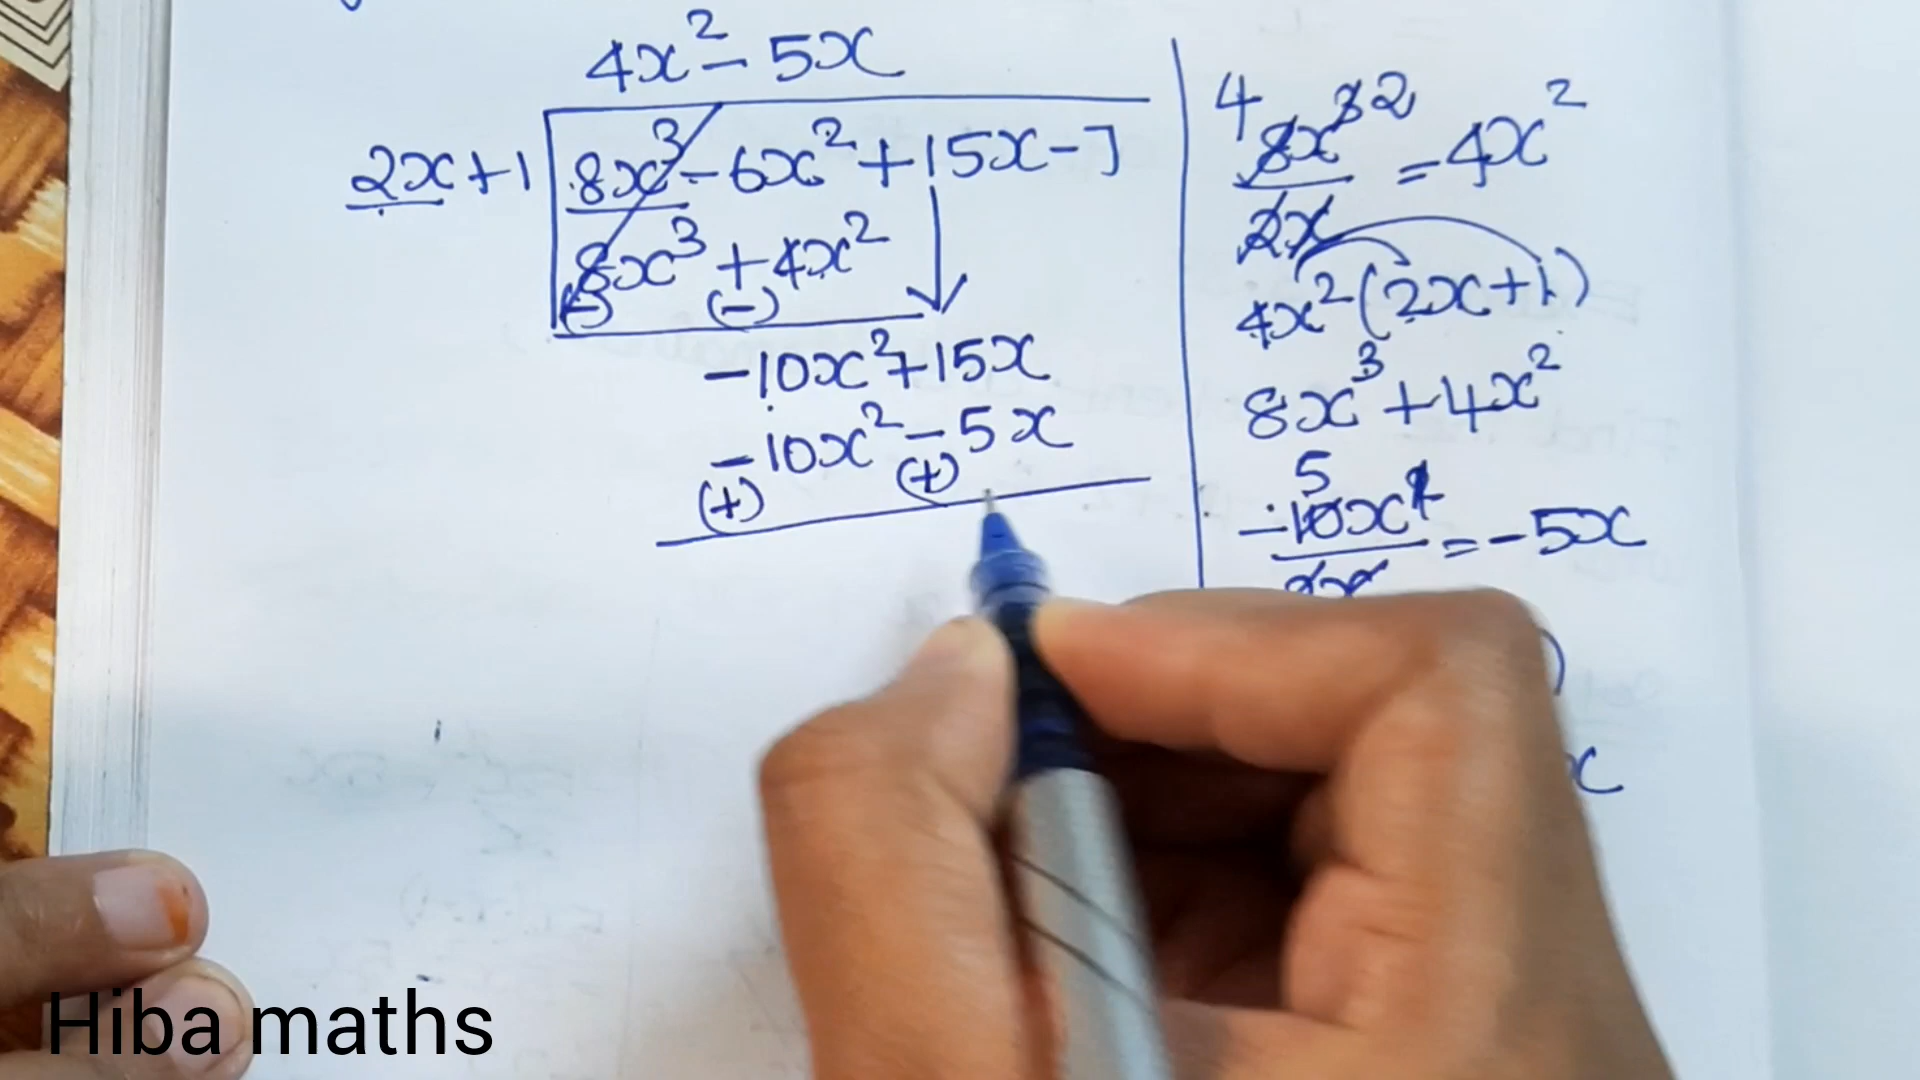 4x² - 5x
2x+1 8x³ - 6x² + 15x - 7
8x³ + 4x²
(-) (-)
-10x² + 15x
-10x² - 5x
(+) (+)
4 2
8x³ = 4x²
2x
4x²(2x+1)
8x³ + 4x²
5
-10x² = -5x
2x
)
x
Hiba maths